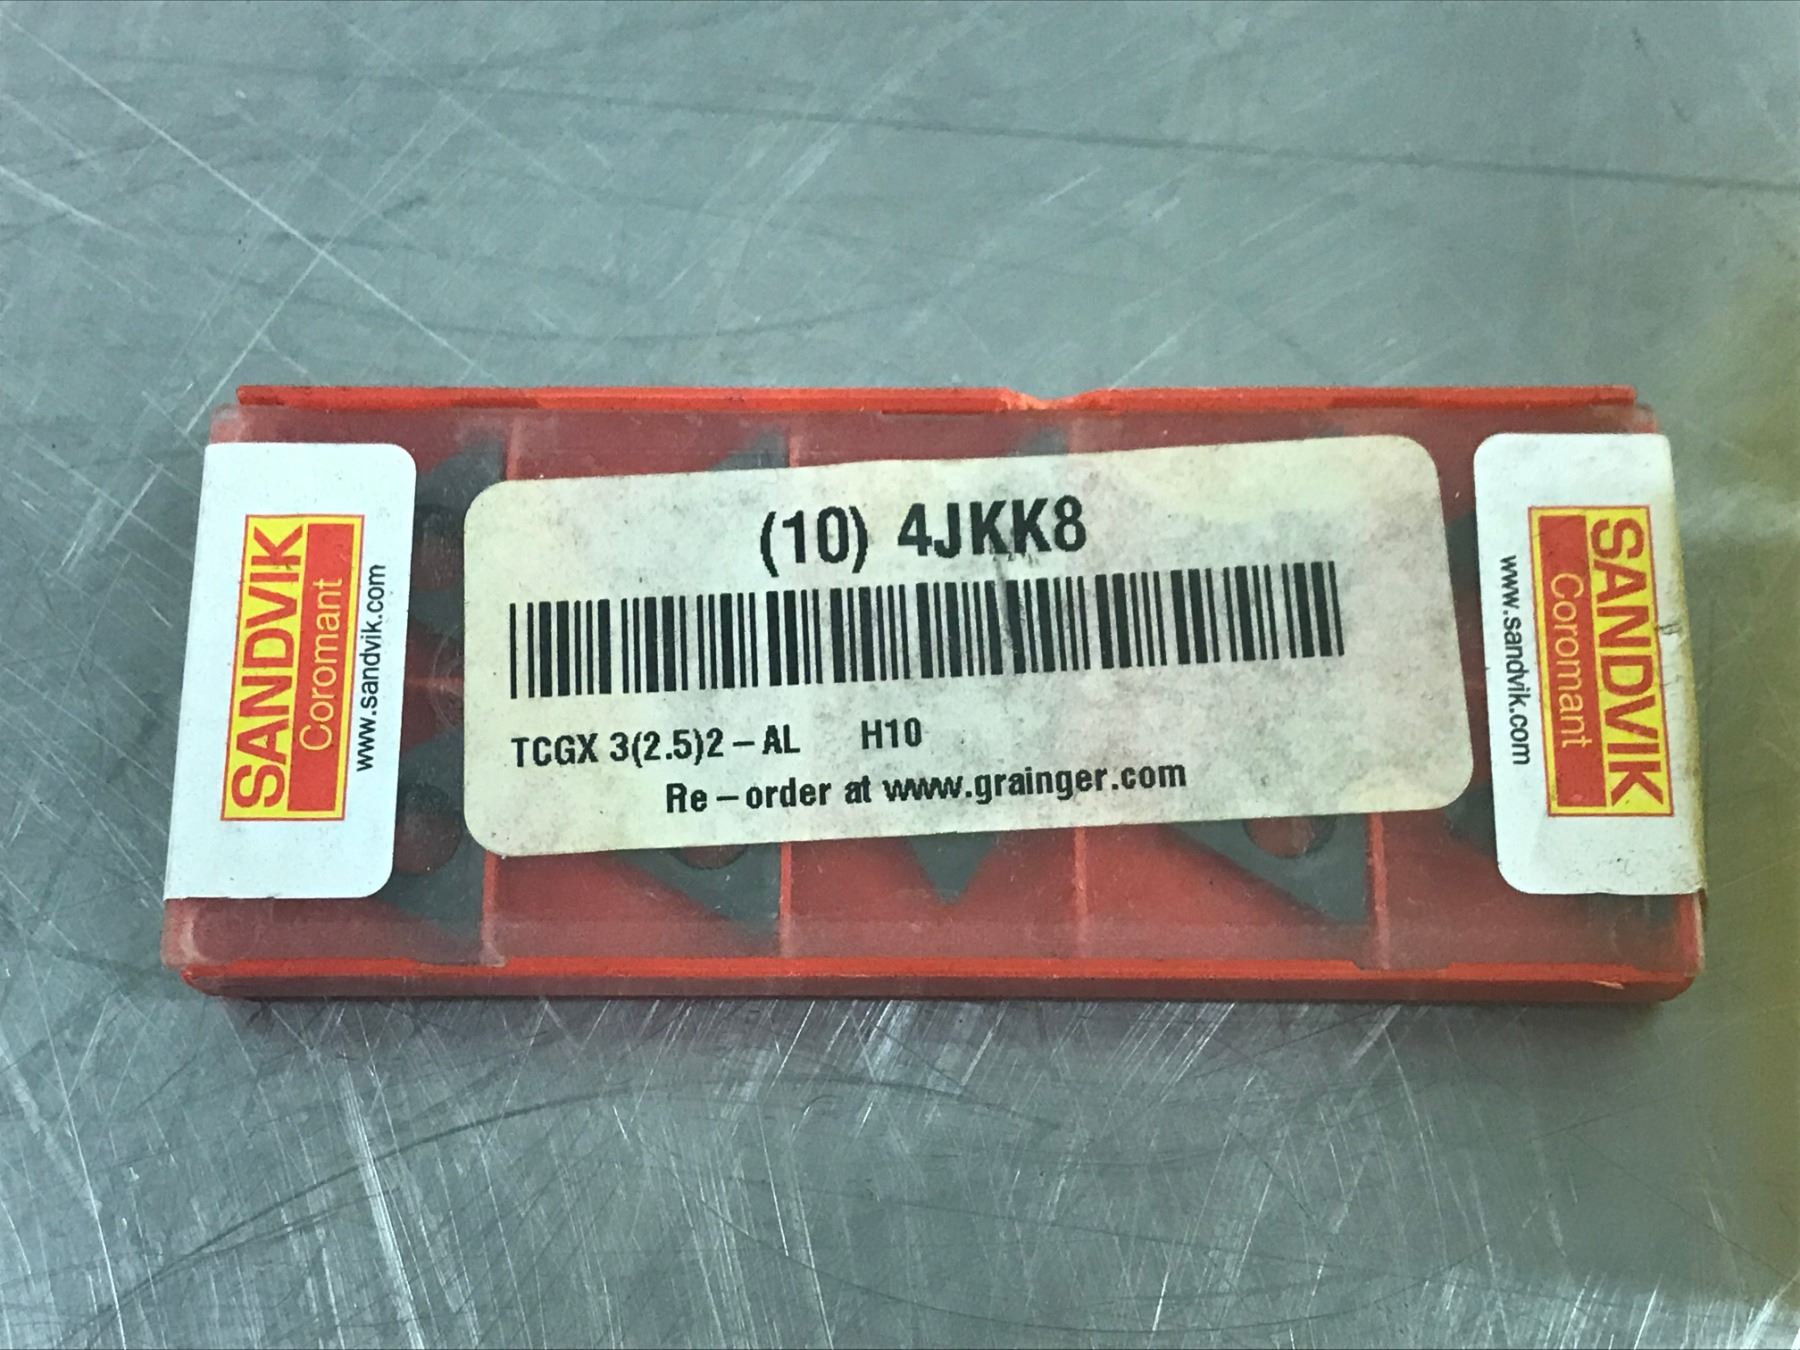 SANDVIK
Coromant
www.sandvik.com
(10) 4JKK8
TCGX 3(2.5)2-AL H10
Re-order at www.grainger.com
SANDVIK
Coromant
www.sandvik.com